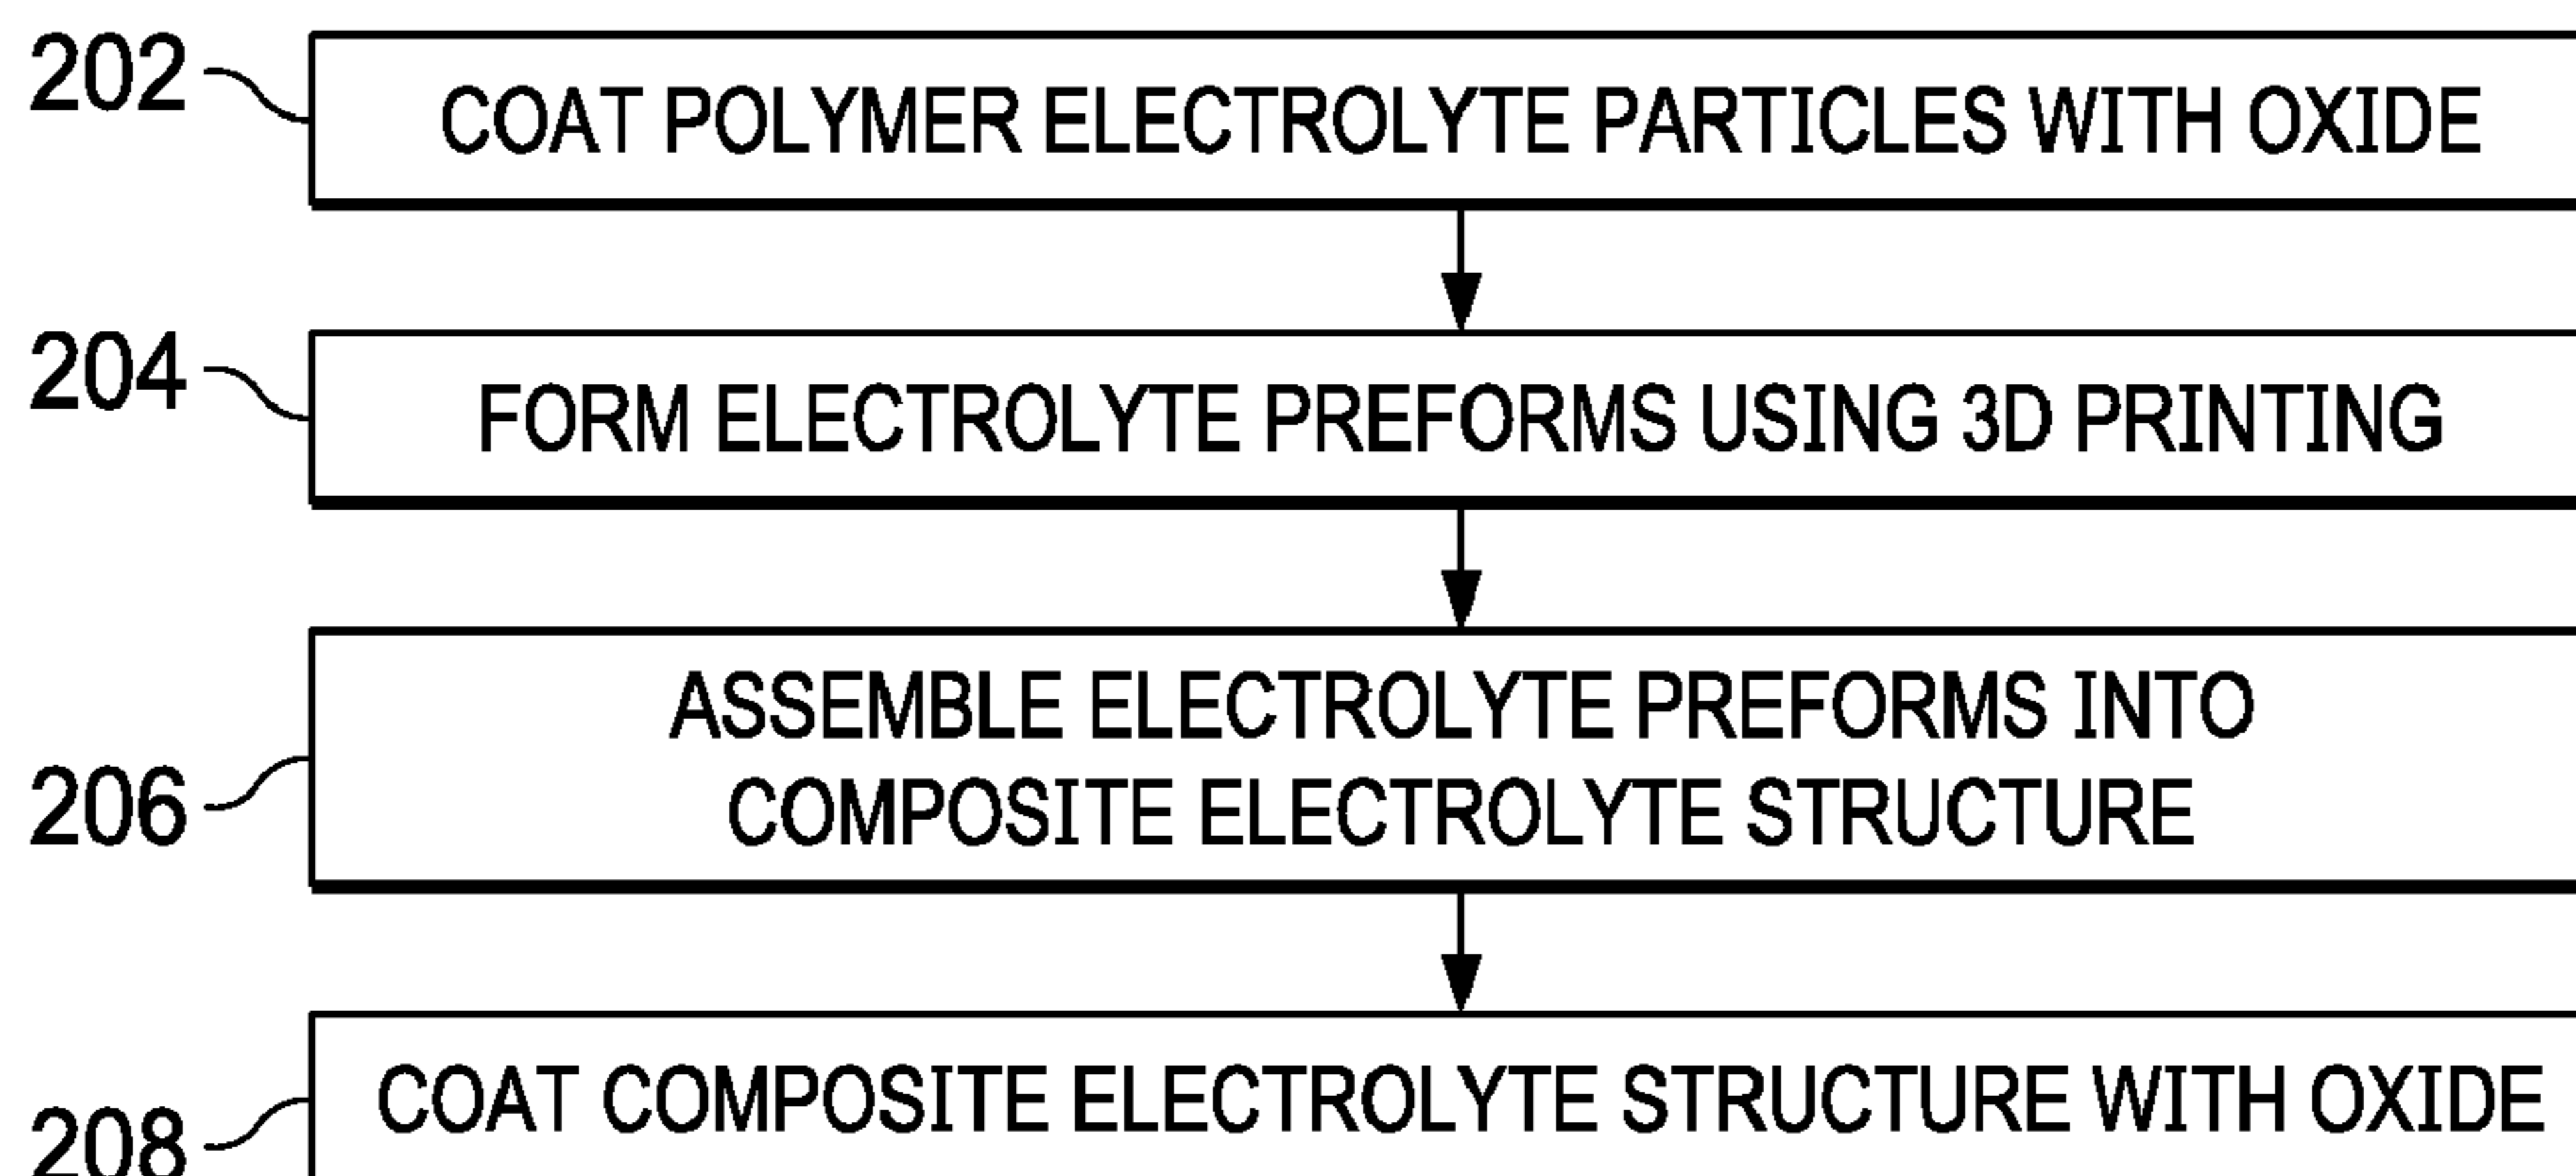 202 COAT POLYMER ELECTROLYTE PARTICLES WITH OXIDE
204 FORM ELECTROLYTE PREFORMS USING 3D PRINTING
ASSEMBLE ELECTROLYTE PREFORMS INTO
206 COMPOSITE ELECTROLYTE STRUCTURE
208 COAT COMPOSITE ELECTROLYTE STRUCTURE WITH OXIDE